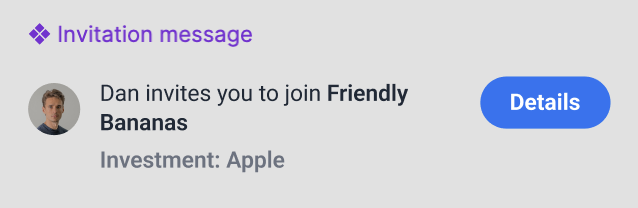 Invitation message
Dan invites you to join Friendly
Bananas
Details
Investment: Apple